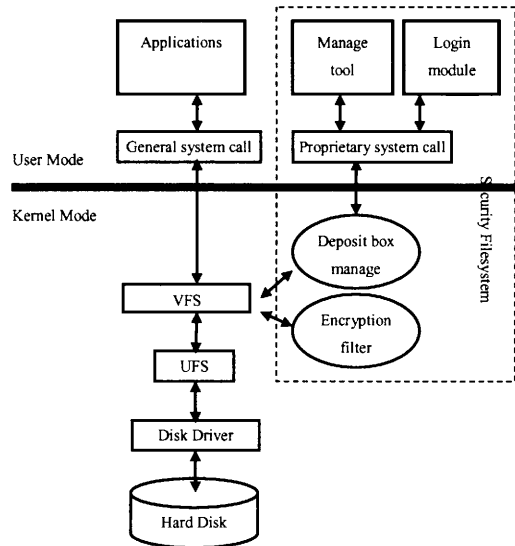 Applications
Manage
tool
Login
module
General system call
Proprietary system call
User Mode
Kernel Mode
Security Filesystem
Deposit box
manage
VFS
Encryption
filter
UFS
Disk Driver
Hard Disk